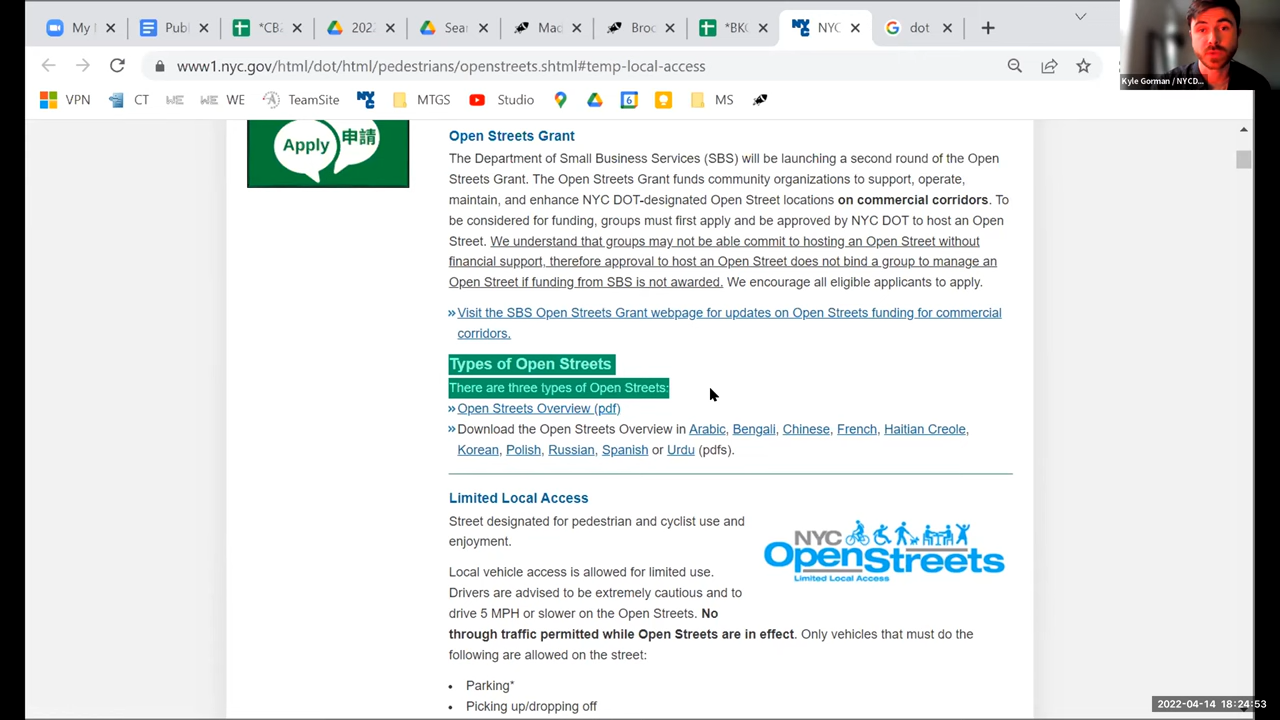 My
Publ
*CBZ
2022
Sear
Mac
Broc
*BK
NYC
dot
www1.nyc.gov/html/dot/html/pedestrians/openstreets.shtml#temp-local-access
VPN CT WE WE TeamSite MTGS Studio MS
Kyle Gorman / NYCD...
Apply 申請
Open Streets Grant
The Department of Small Business Services (SBS) will be launching a second round of the Open
Streets Grant. The Open Streets Grant funds community organizations to support, operate,
maintain, and enhance NYC DOT-designated Open Street locations on commercial corridors. To
be considered for funding, groups must first apply and be approved by NYC DOT to host an Open
Street. We understand that groups may not be able commit to hosting an Open Street without
financial support, therefore approval to host an Open Street does not bind a group to manage an
Open Street if funding from SBS is not awarded. We encourage all eligible applicants to apply.
»Visit the SBS Open Streets Grant webpage for updates on Open Streets funding for commercial
corridors.
Types of Open Streets
There are three types of Open Streets:
»Open Streets Overview (pdf)
»Download the Open Streets Overview in Arabic, Bengali, Chinese, French, Haitian Creole,
Korean, Polish, Russian, Spanish or Urdu (pdfs).
Limited Local Access
Street designated for pedestrian and cyclist use and
enjoyment.
NYC
OpenStreets
Limited Local Access
Local vehicle access is allowed for limited use.
Drivers are advised to be extremely cautious and to
drive 5 MPH or slower on the Open Streets. No
through traffic permitted while Open Streets are in effect. Only vehicles that must do the
following are allowed on the street:
• Parking*
• Picking up/dropping off
2022-04-14 18:24:53